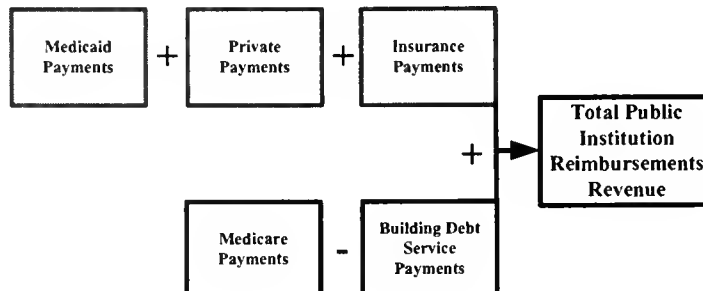 Medicaid
Payments
+
Private
Payments
+
Insurance
Payments
+
Total Public
Institution
Reimbursements
Revenue
Medicare
Payments
-
Building Debt
Service
Payments